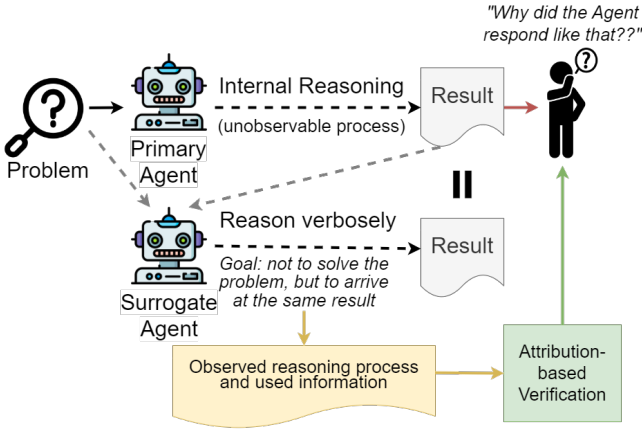 "Why did the Agent
respond like that??"
Problem
Primary
Agent
Internal Reasoning
(unobservable process)
Result
Surrogate
Agent
Reason verbosely
Goal: not to solve the
problem, but to arrive
at the same result
Result
Observed reasoning process
and used information
Attribution-
based
Verification